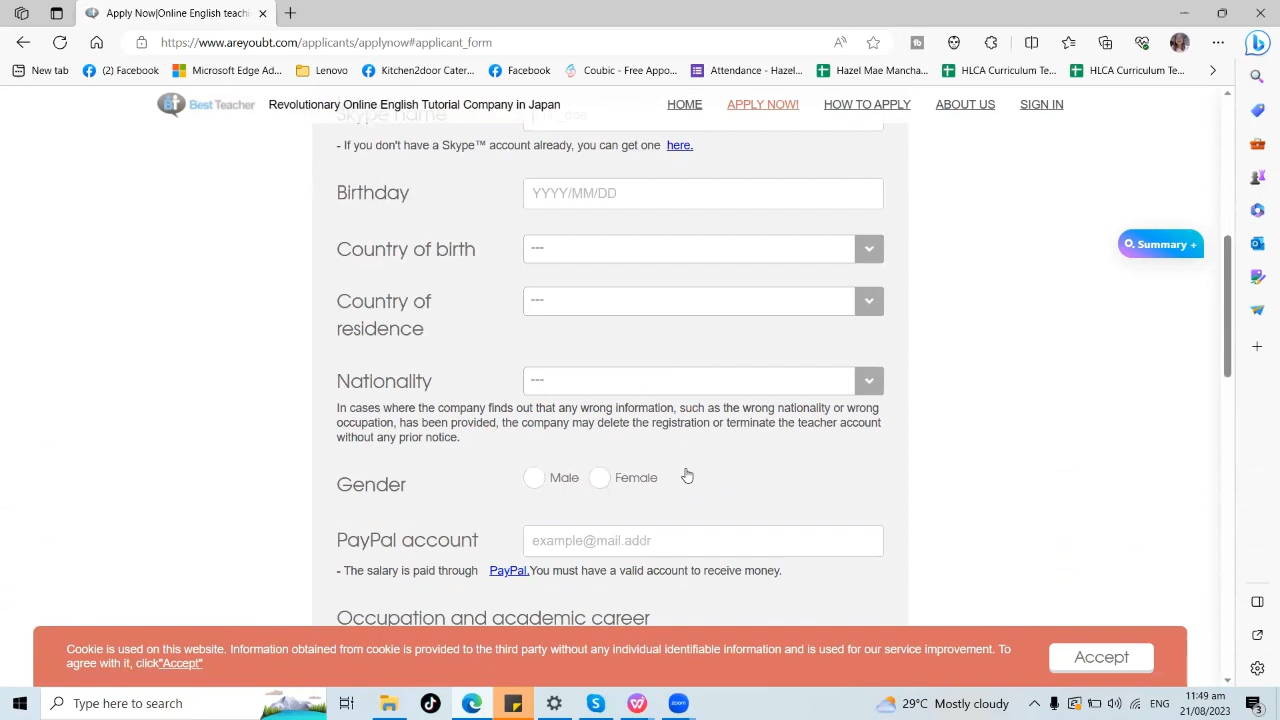 Apply Now!
https://www.areyoubt.com/applicants/applynow#applicant_form
New tab
(2) Facebook
Microsoft Edge Ad...
Lenovo
Kitchen2door Cater...
Facebook
Coubic - Free Appo...
Attendance - Hazel...
Hazel Mae Mancha...
HLCA Curriculum Te...
HLCA Curriculum Te...
Best Teacher
Revolutionary Online English Tutorial Company in Japan
HOME
APPLY NOW!
HOW TO APPLY
ABOUT US
SIGN IN
Skype name
- If you don't have a Skype™ account already, you can get one here.
Birthday
YYYY/MM/DD
Country of birth
---
Country of
residence
---
Nationality
---
In cases where the company finds out that any wrong information, such as the wrong nationality or wrong
occupation, has been provided, the company may delete the registration or terminate the teacher account
without any prior notice.
Gender
Male
Female
PayPal account
example@mail.addr
- The salary is paid through PayPal.You must have a valid account to receive money.
Occupation and academic career
Summary +
Cookie is used on this website. Information obtained from cookie is provided to the third party without any individual identifiable information and is used for our service improvement. To
agree with it, click"Accept"
Accept
Type here to search
zoom
29°C Mostly cloudy
ENG
11:49 am
21/08/2023
3